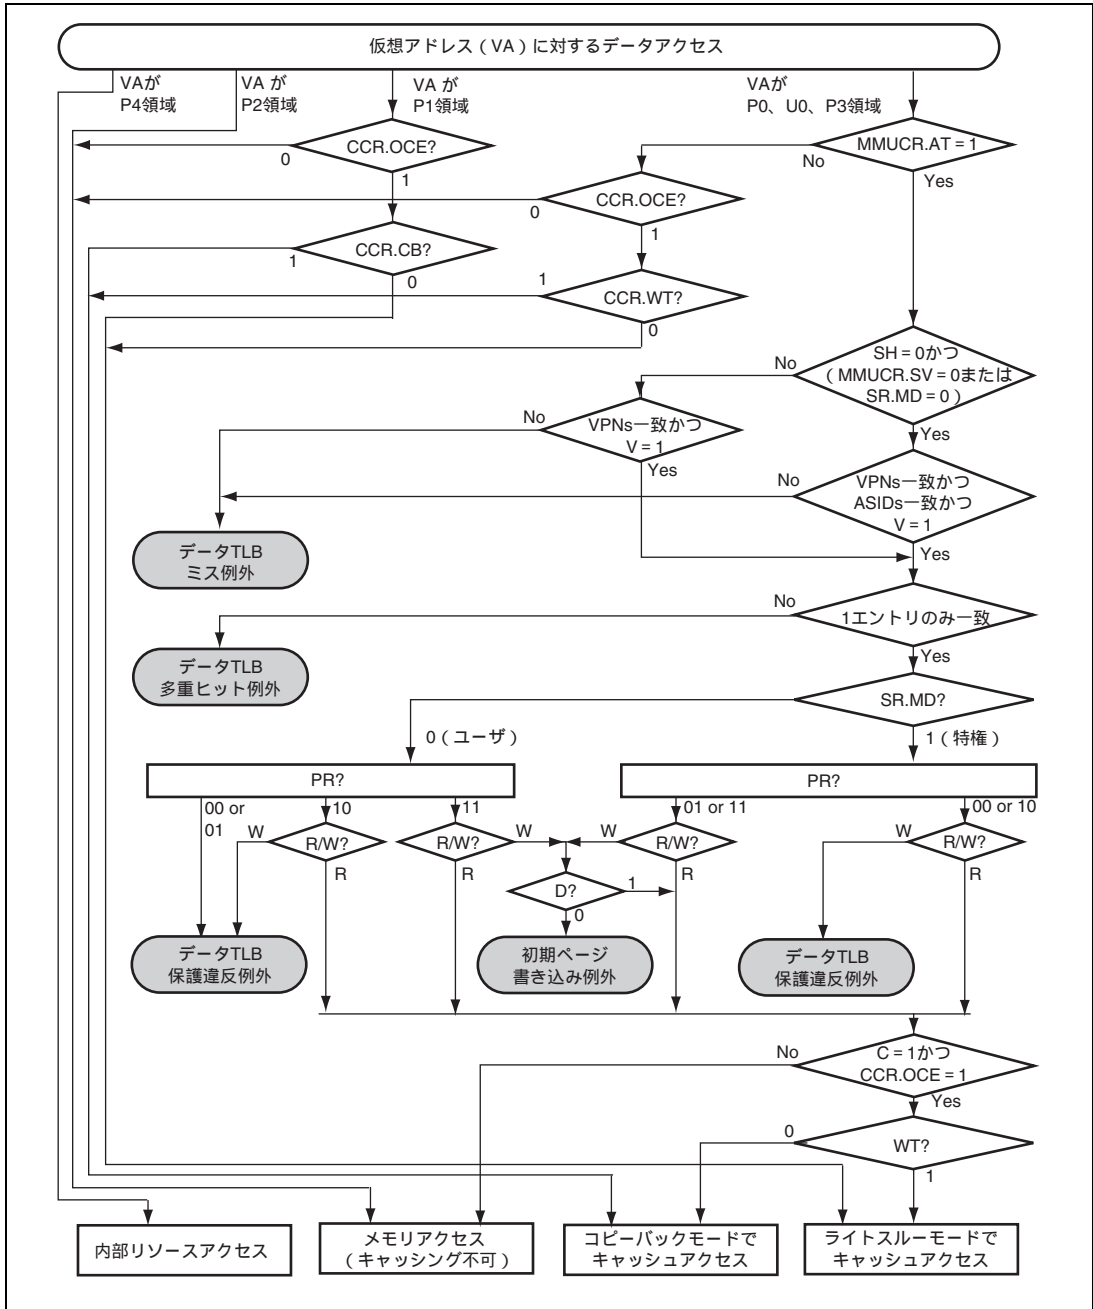 仮想アドレス（VA）に対するデータアクセス
VAが
P4領域
VA が
P2領域
VA が
P1領域
VAが
P0、U0、P3領域
CCR.OCE?
0
1
MMUCR.AT = 1
No
Yes
CCR.OCE?
0
1
CCR.CB?
1
0
CCR.WT?
1
0
SH = 0かつ
（MMUCR.SV = 0または
SR.MD = 0）
No
Yes
VPNs一致かつ
V = 1
No
Yes
VPNs一致かつ
ASIDs一致かつ
V = 1
No
Yes
データTLB
ミス例外
1エントリのみ一致
No
Yes
データTLB
多重ヒット例外
SR.MD?
0（ユーザ）
1（特権）
PR?
PR?
00 or
01
10
11
01 or 11
00 or 10
W
R/W?
R
R/W?
W
R
W
R/W?
R
W
R/W?
R
D?
1
0
データTLB
保護違反例外
初期ページ
書き込み例外
データTLB
保護違反例外
C = 1かつ
CCR.OCE = 1
No
Yes
WT?
0
1
内部リソースアクセス
メモリアクセス
（キャッシング不可）
コピーバックモードで
キャッシュアクセス
ライトスルーモードで
キャッシュアクセス